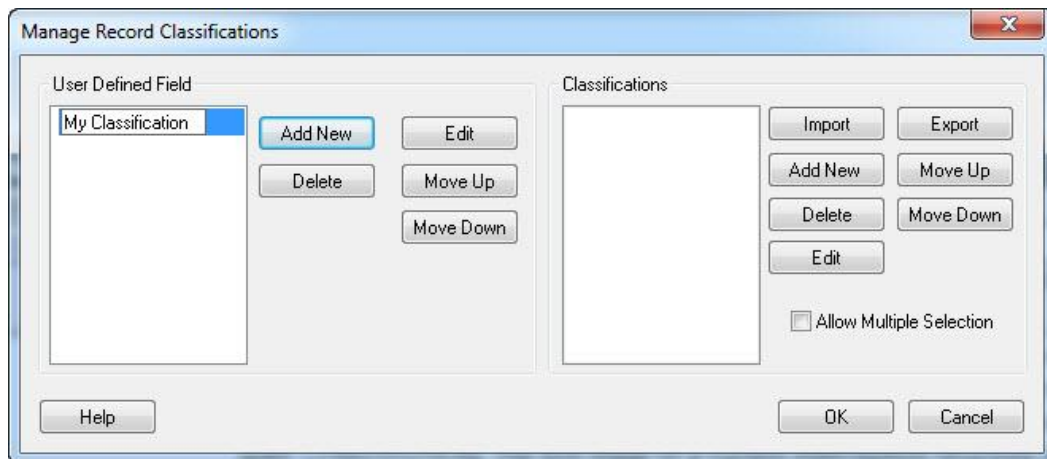 Manage Record Classifications
User Defined Field
My Classification
Add New
Edit
Delete
Move Up
Move Down
Classifications
Import
Export
Add New
Move Up
Delete
Move Down
Edit
Allow Multiple Selection
Help
OK
Cancel